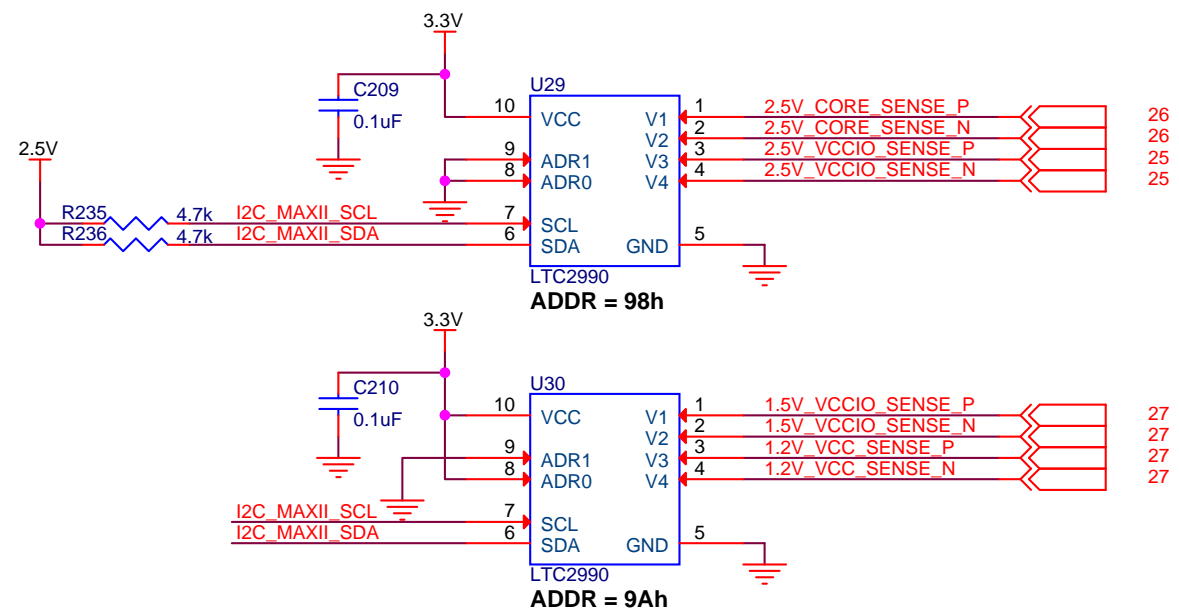 3.3V
C209
0.1uF
U29
10 VCC V1 1 2.5V_CORE_SENSE_P 26
V2 2 2.5V_CORE_SENSE_N 26
9 ADR1 V3 3 2.5V_VCCIO_SENSE_P 25
8 ADR0 V4 4 2.5V_VCCIO_SENSE_N 25
2.5V
R235 4.7k I2C_MAXII_SCL 7 SCL
R236 4.7k I2C_MAXII_SDA 6 SDA GND 5
LTC2990
ADDR = 98h
3.3V
C210
0.1uF
U30
10 VCC V1 1 1.5V_VCCIO_SENSE_P 27
V2 2 1.5V_VCCIO_SENSE_N 27
9 ADR1 V3 3 1.2V_VCC_SENSE_P 27
8 ADR0 V4 4 1.2V_VCC_SENSE_N 27
I2C_MAXII_SCL 7 SCL
I2C_MAXII_SDA 6 SDA GND 5
LTC2990
ADDR = 9Ah